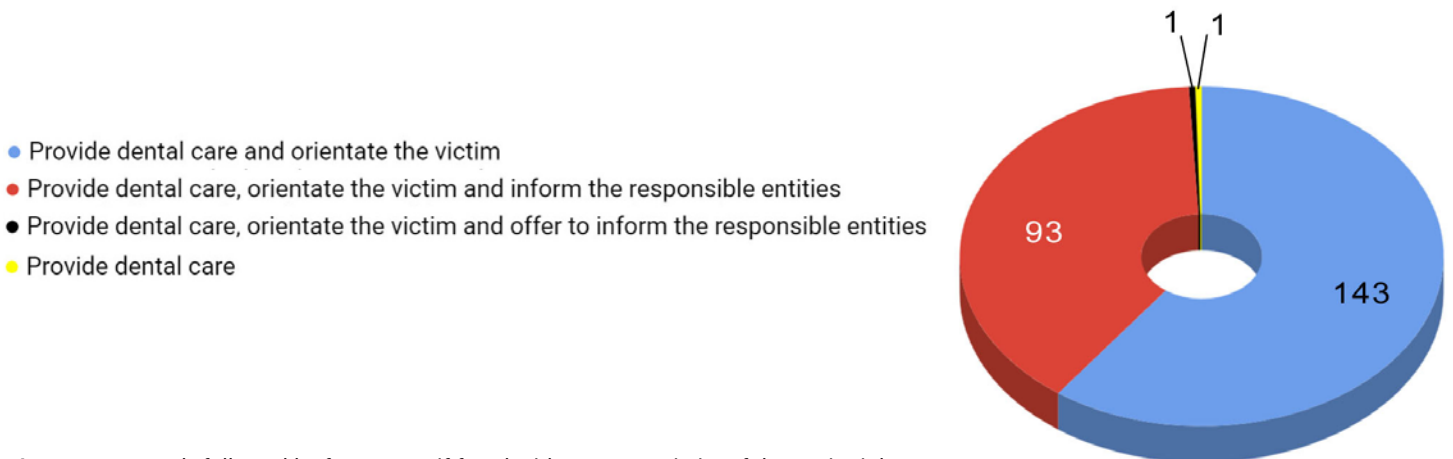 Provide dental care and orientate the victim
Provide dental care, orientate the victim and inform the responsible entities
Provide dental care, orientate the victim and offer to inform the responsible entities
Provide dental care
1 1
93
143